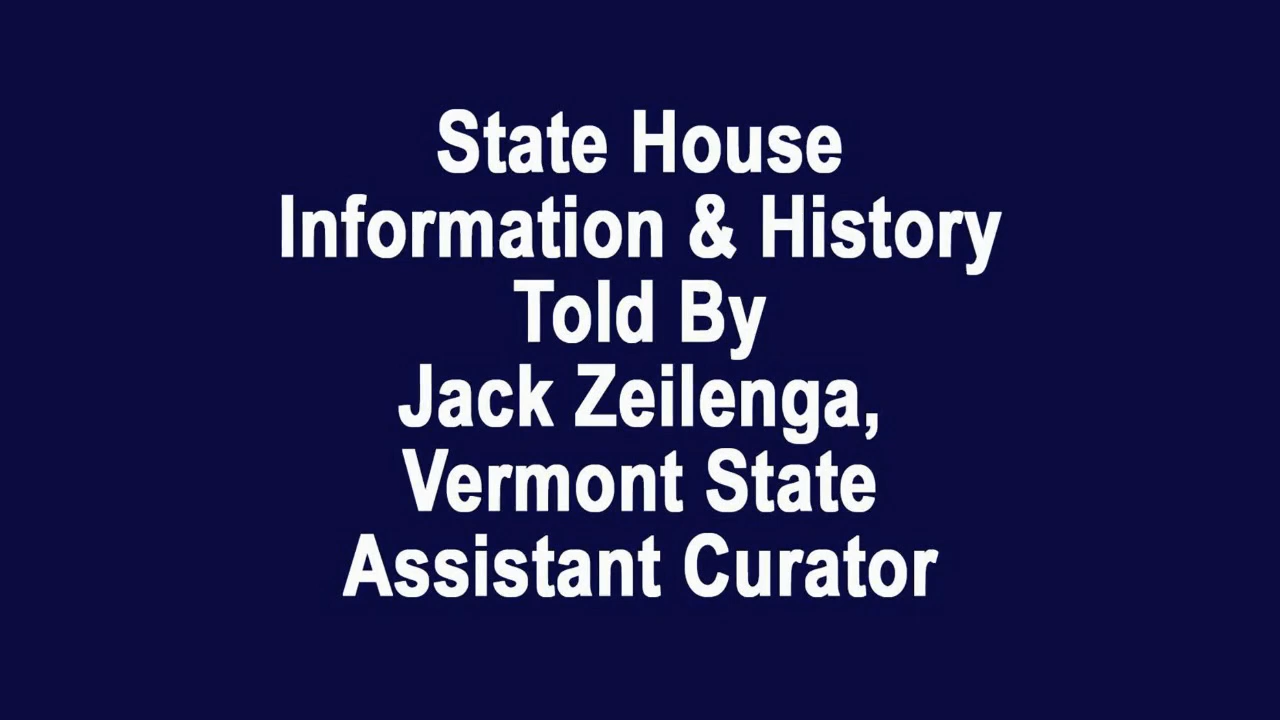 State House
Information & History
Told By
Jack Zeilenga,
Vermont State
Assistant Curator